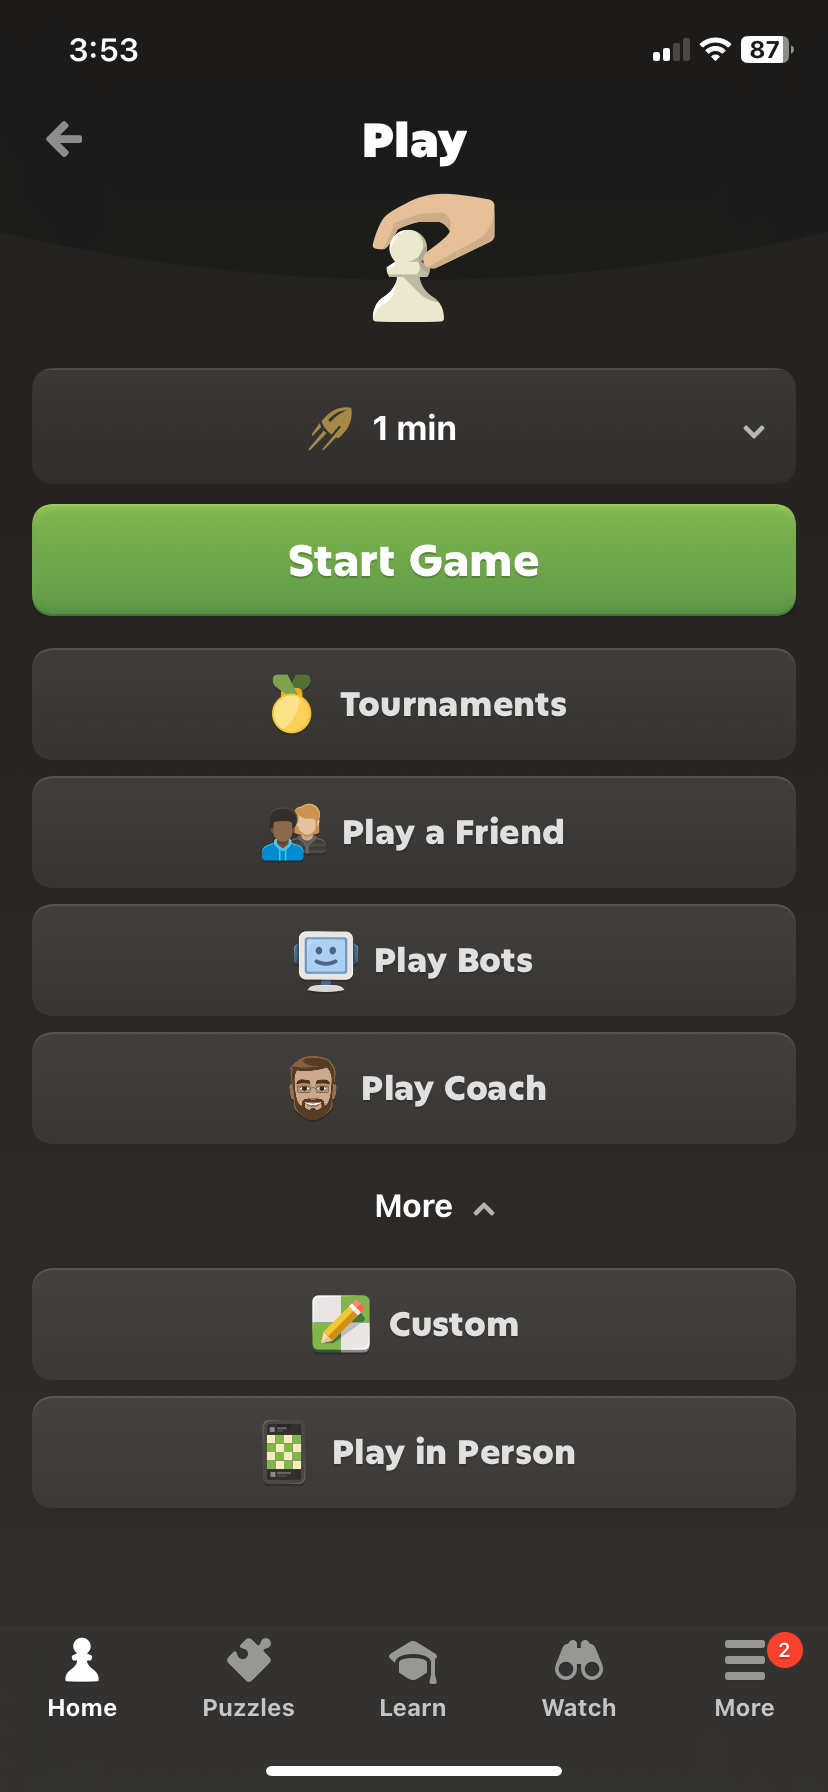 3:53
87
Play
1 min
Start Game
Tournaments
Play a Friend
Play Bots
Play Coach
More
Custom
Play in Person
2
Home
Puzzles
Learn
Watch
More